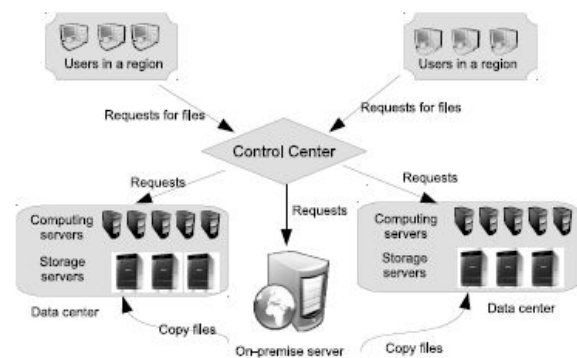 Users in a region
Users in a region
Requests for files
Requests for files
Control Center
Requests
Requests
Requests
Computing
servers
Storage
servers
Data center
Computing
servers
Storage
servers
Data center
Copy files
On-premise server
Copy files